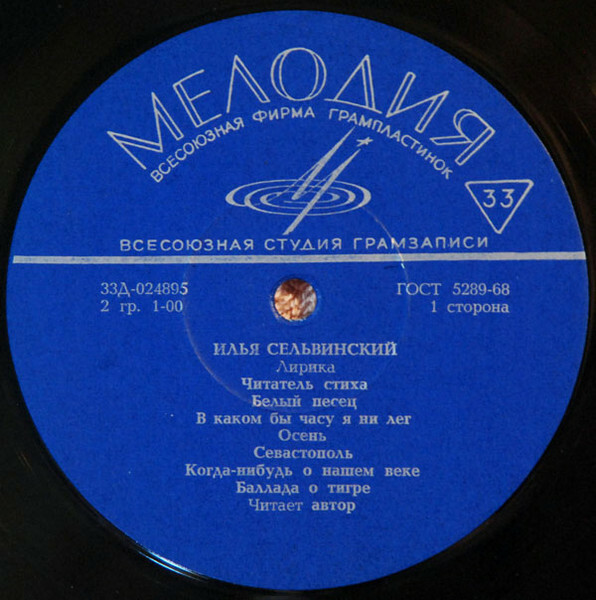 МЕЛОДИЯ
ВСЕСОЮЗНАЯ ФИРМА ГРАМПЛАСТИНОК
33
ВСЕСОЮЗНАЯ СТУДИЯ ГРАМЗАПИСИ
33Д-024895
ГОСТ 5289-68
2 гр. 1-00
1 сторона
ИЛЬЯ СЕЛЬВИНСКИЙ
Лирика
Читатель стиха
Белый песец
В каком бы часу я ни лег
Осень
Севастополь
Когда-нибудь о нашем веке
Баллада о тигре
Читает автор